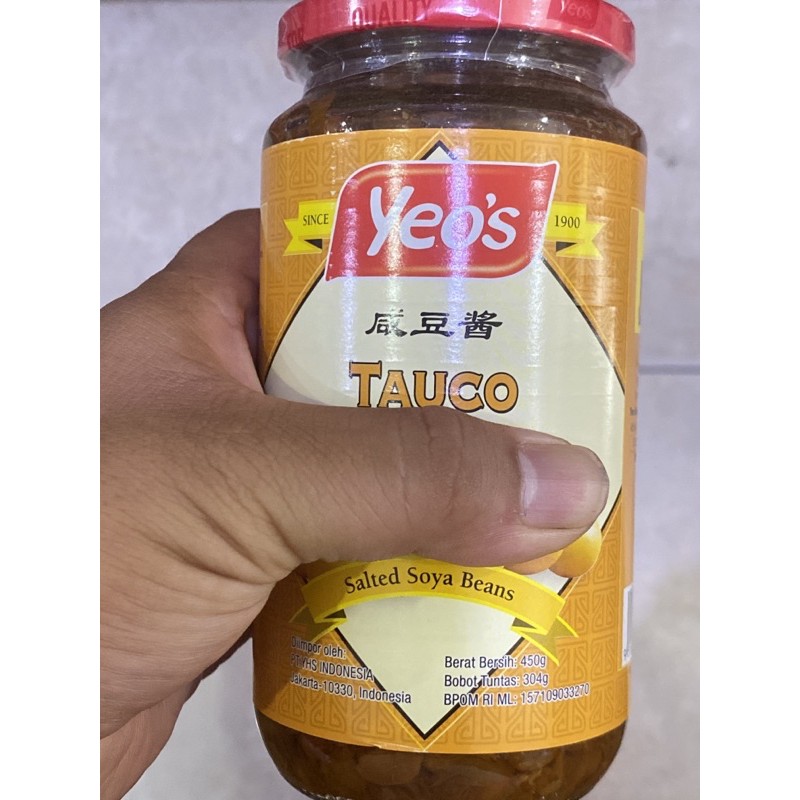 QUALITY
Yeo's
Yeo's
SINCE
1900
咸豆酱
TAUCO
Salted Soya Beans
Diimpor oleh:
PT YHS INDONESIA
Jakarta-10330, Indonesia
Berat Bersih: 450g
Bobot Tuntas: 304g
BPOM RI ML: 157109033270